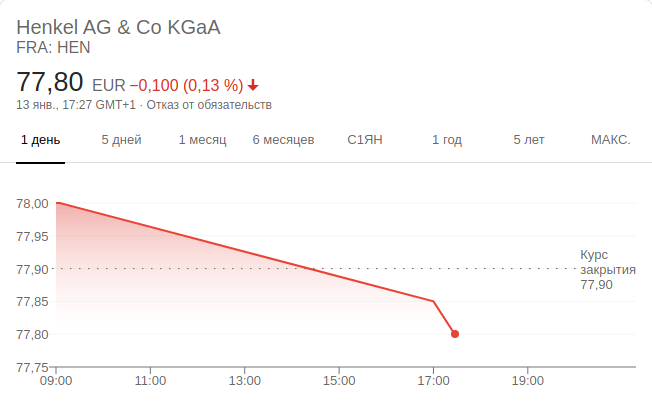 Henkel AG & Co KGaA
FRA: HEN
77,80 EUR −0,100 (0,13 %)
13 янв., 17:27 GMT+1 · Отказ от обязательств
1 день 5 дней 1 месяц 6 месяцев С1ЯН 1 год 5 лет МАКС.
78,00
77,95
77,90
77,85
77,80
77,75
Курс
закрытия
77,90
09:00 11:00 13:00 15:00 17:00 19:00